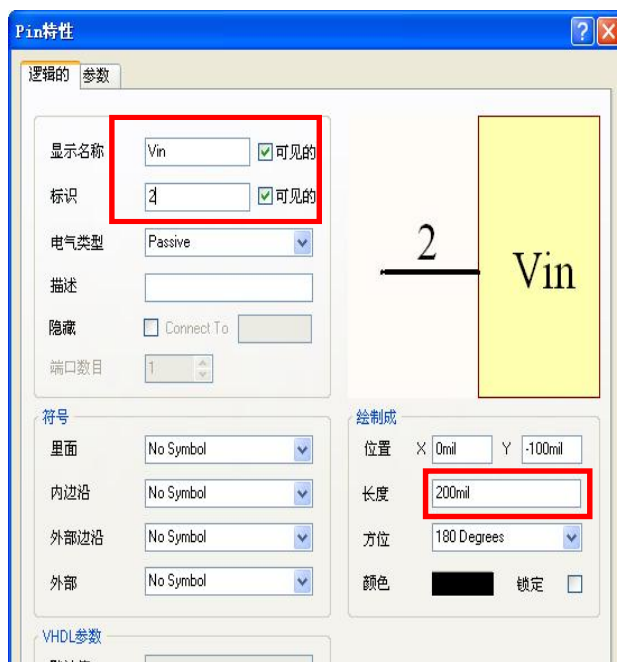 Pin特性
逻辑的 参数
显示名称 Vin 可见的
标识 2 可见的
电气类型 Passive
描述
隐藏 Connect To
端口数目 1
2
Vin
符号
里面 No Symbol
内边沿 No Symbol
外部边沿 No Symbol
外部 No Symbol
绘制成
位置 X 0mil Y -100mil
长度 200mil
方位 180 Degrees
颜色 锁定
VHDL参数